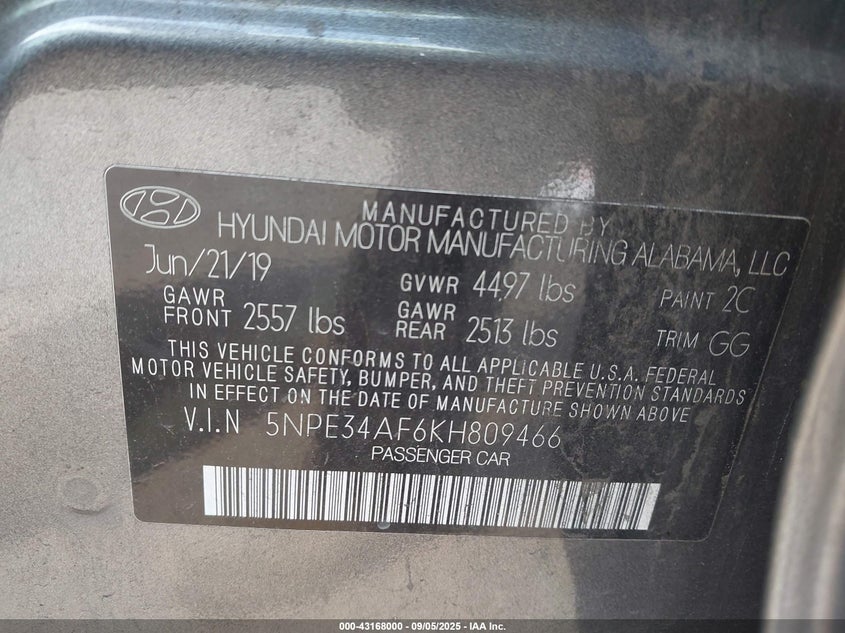 MANUFACTURED BY
HYUNDAI MOTOR MANUFACTURING ALABAMA, LLC
Jun/21/19 GVWR 4497 lbs PAINT 2C
GAWR FRONT 2557 lbs GAWR REAR 2513 lbs TRIM GG
THIS VEHICLE CONFORMS TO ALL APPLICABLE U.S.A. FEDERAL
MOTOR VEHICLE SAFETY, BUMPER, AND THEFT PREVENTION STANDARDS
IN EFFECT ON THE DATE OF MANUFACTURE SHOWN ABOVE
V.I.N 5NPE34AF6KH809466
PASSENGER CAR
000-43168000 - 09/05/2025 - IAA Inc.